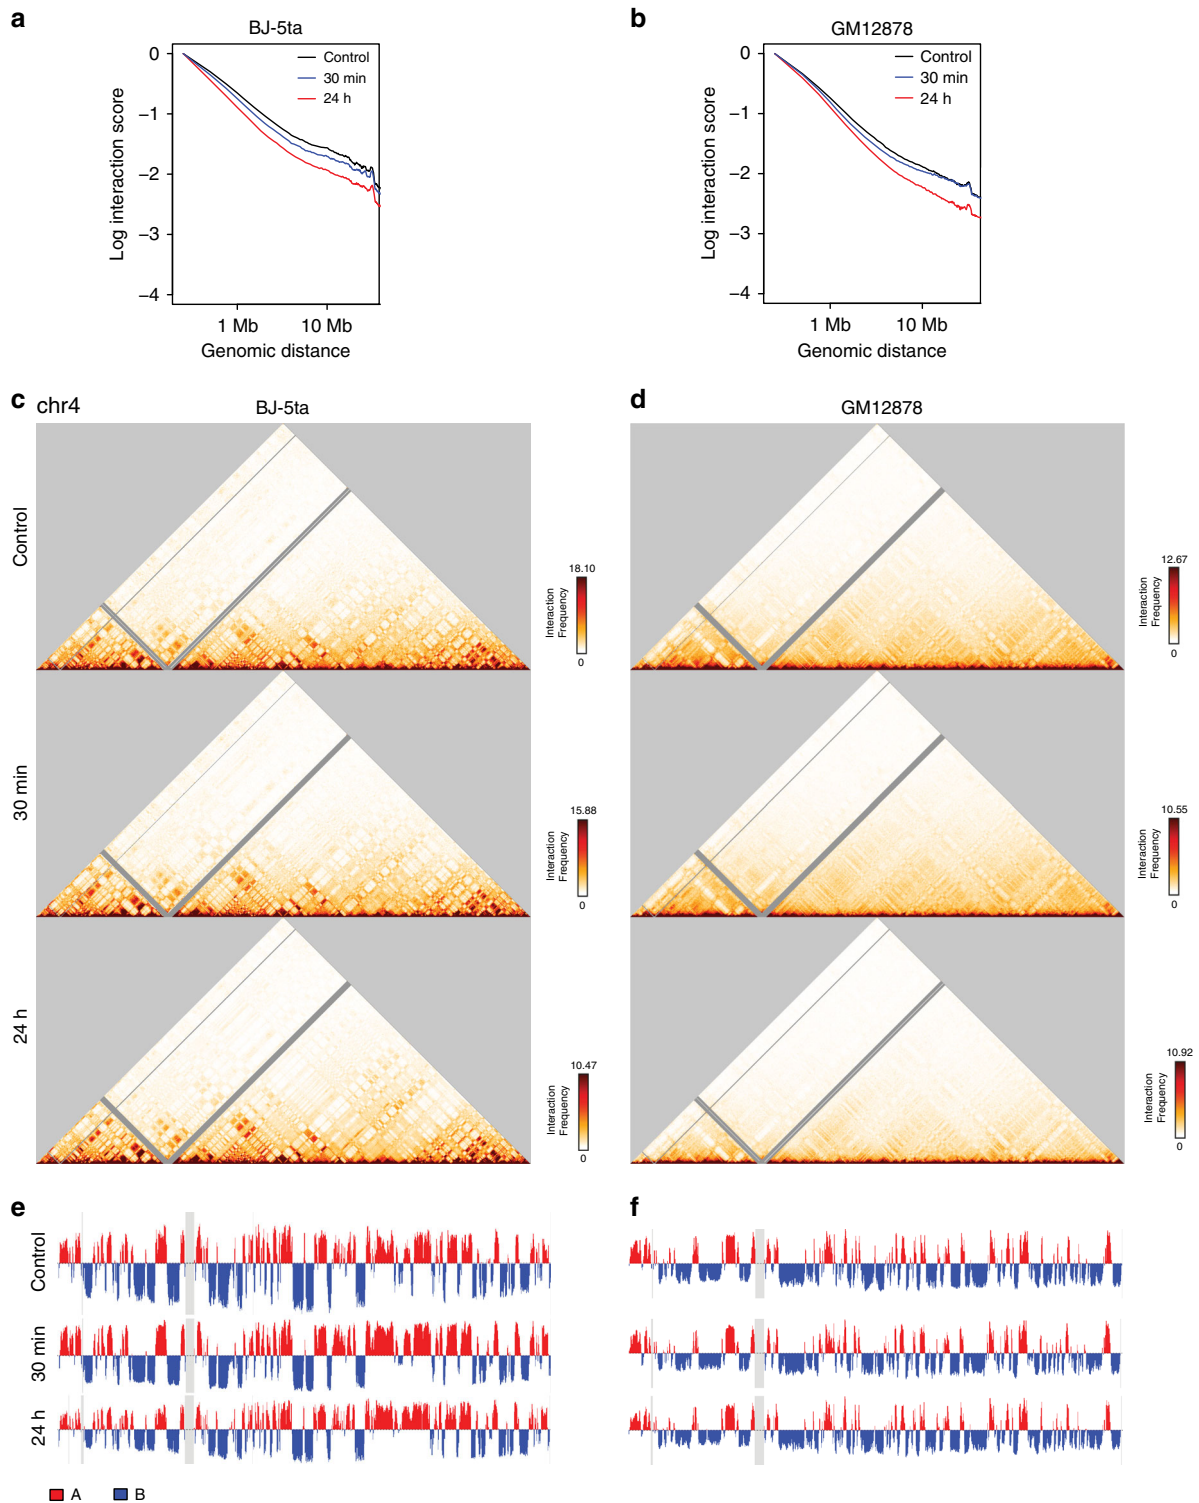 a
BJ-5ta
0
−1
−2
−3
−4
Log interaction score
Control
30 min
24 h
1 Mb
10 Mb
Genomic distance
b
GM12878
0
−1
−2
−3
−4
Log interaction score
Control
30 min
24 h
1 Mb
10 Mb
Genomic distance
c
chr4
BJ-5ta
Control
18.10
Interaction
Frequency
0
30 min
15.88
Interaction
Frequency
0
24 h
10.47
Interaction
Frequency
0
d
GM12878
12.67
Interaction
Frequency
0
10.55
Interaction
Frequency
0
10.92
Interaction
Frequency
0
e
Control
30 min
24 h
A
B
f